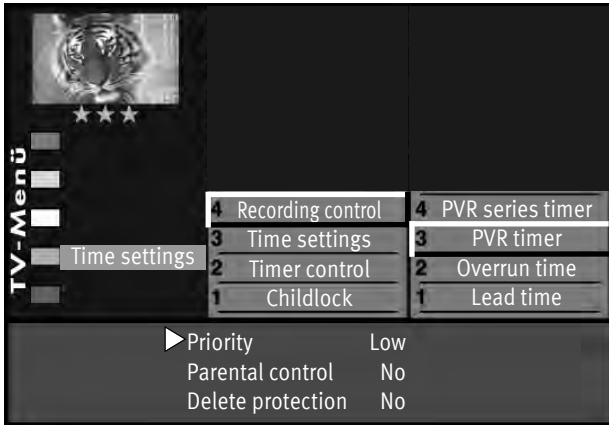 TV-Menü
Time settings
4 Recording control
3 Time settings
2 Timer control
1 Childlock
4 PVR series timer
3 PVR timer
2 Overrun time
1 Lead time
Priority Low
Parental control No
Delete protection No